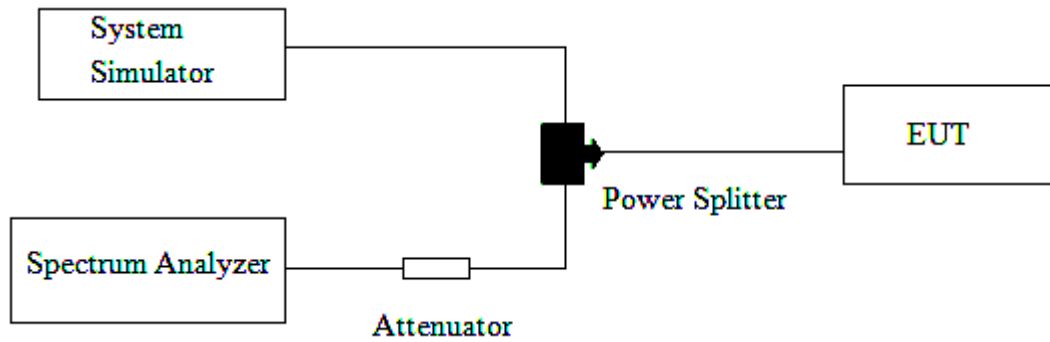 System
Simulator
EUT
Power Splitter
Spectrum Analyzer
Attenuator